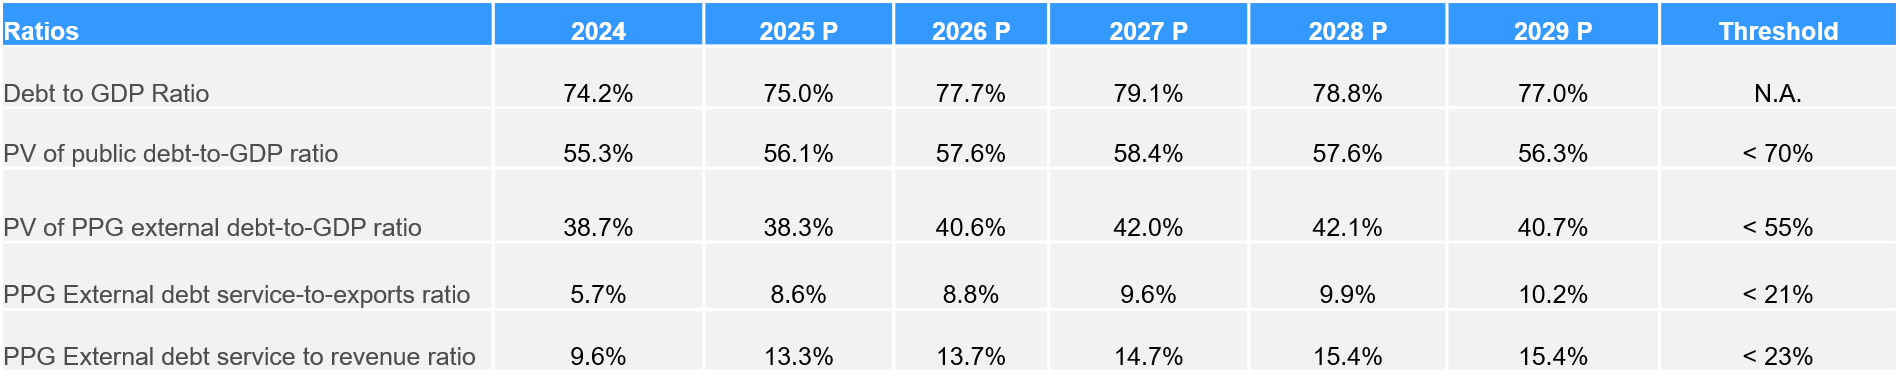 Ratios 2024 2025 P 2026 P 2027 P 2028 P 2029 P Threshold
Debt to GDP Ratio 74.2% 75.0% 77.7% 79.1% 78.8% 77.0% N.A.
PV of public debt-to-GDP ratio 55.3% 56.1% 57.6% 58.4% 57.6% 56.3% < 70%
PV of PPG external debt-to-GDP ratio 38.7% 38.3% 40.6% 42.0% 42.1% 40.7% < 55%
PPG External debt service-to-exports ratio 5.7% 8.6% 8.8% 9.6% 9.9% 10.2% < 21%
PPG External debt service to revenue ratio 9.6% 13.3% 13.7% 14.7% 15.4% 15.4% < 23%